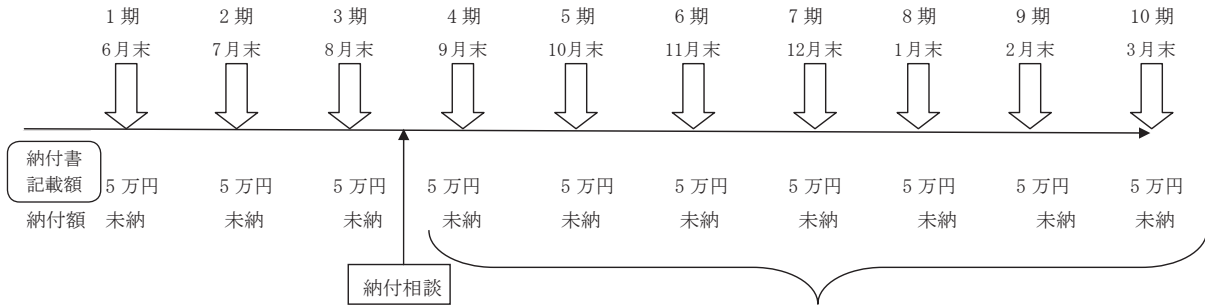 1期 2期 3期 4期 5期 6期 7期 8期 9期 10期
6月末 7月末 8月末 9月末 10月末 11月末 12月末 1月末 2月末 3月末
納付書
記載額 5万円 5万円 5万円 5万円 5万円 5万円 5万円 5万円 5万円 5万円
納付額 未納 未納 未納 未納 未納 未納 未納 未納 未納 未納
納付相談